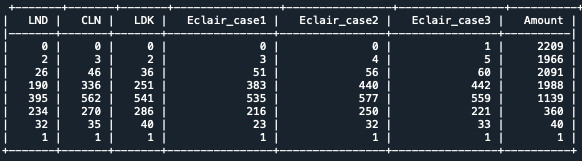 | LND | CLN | LDK | Eclair_case1 | Eclair_case2 | Eclair_case3 | Amount |
| 0 | 0 | 0 | 0 | 0 | 1 | 2209 |
| 2 | 3 | 2 | 3 | 4 | 5 | 1966 |
| 26 | 46 | 36 | 51 | 56 | 60 | 2091 |
| 190 | 336 | 251 | 383 | 440 | 442 | 1988 |
| 395 | 562 | 541 | 535 | 577 | 559 | 1139 |
| 234 | 270 | 286 | 216 | 250 | 221 | 360 |
| 32 | 35 | 40 | 23 | 32 | 33 | 40 |
| 1 | 1 | 1 | 1 | 1 | 1 | 1 |